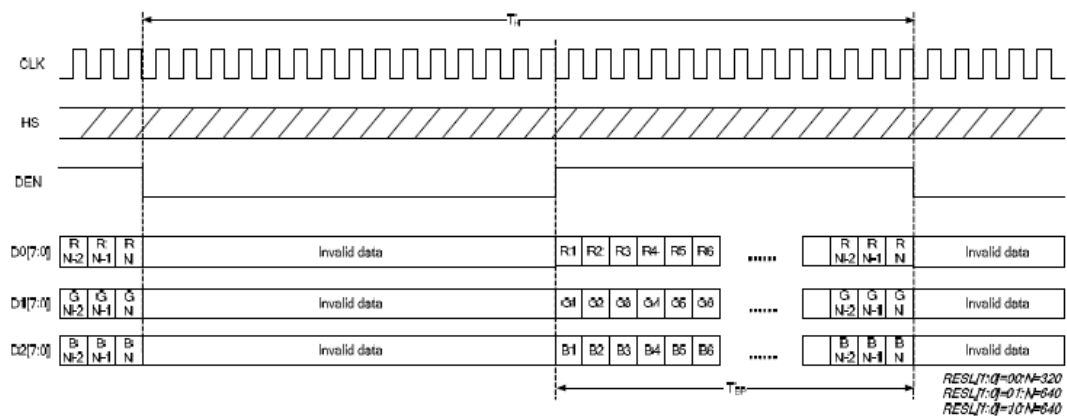 TH
CLK
HS
DEN
D0[7:0] R N-2 R N-1 R N Invalid data R1 R2 R3 R4 R5 R6 ...... R N-2 R N-1 R N Invalid data
D1[7:0] G N-2 G N-1 G N Invalid data G1 G2 G3 G4 G5 G6 ...... G N-2 G N-1 G N Invalid data
D2[7:0] B N-2 B N-1 B N Invalid data B1 B2 B3 B4 B5 B6 ...... B N-2 B N-1 B N Invalid data
TEP
RESL[1:0]=00:N=320
RESL[1:0]=01:N=640
RESL[1:0]=10:N=640